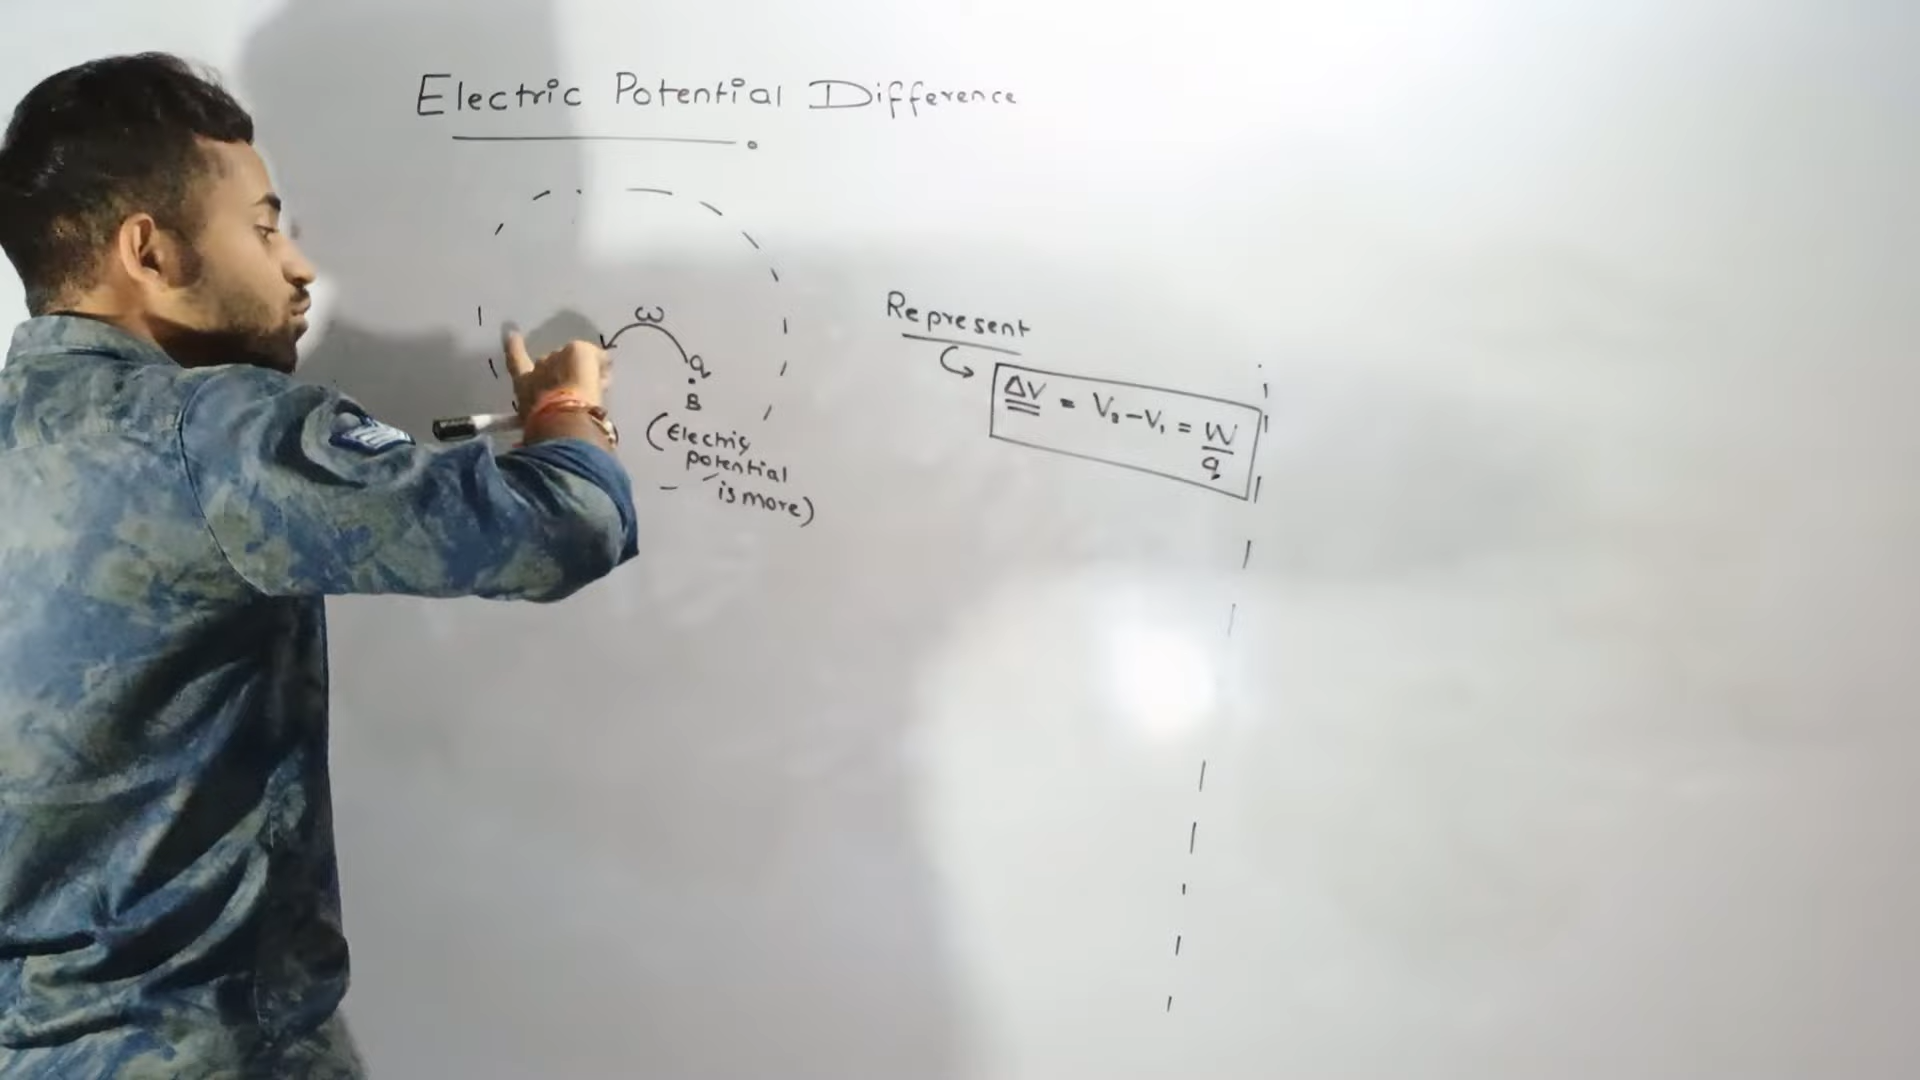 Electric Potential Difference
ω
q
B
(Electric
potential
is more)
Represent
ΔV = V₂ - V₁ = W/q